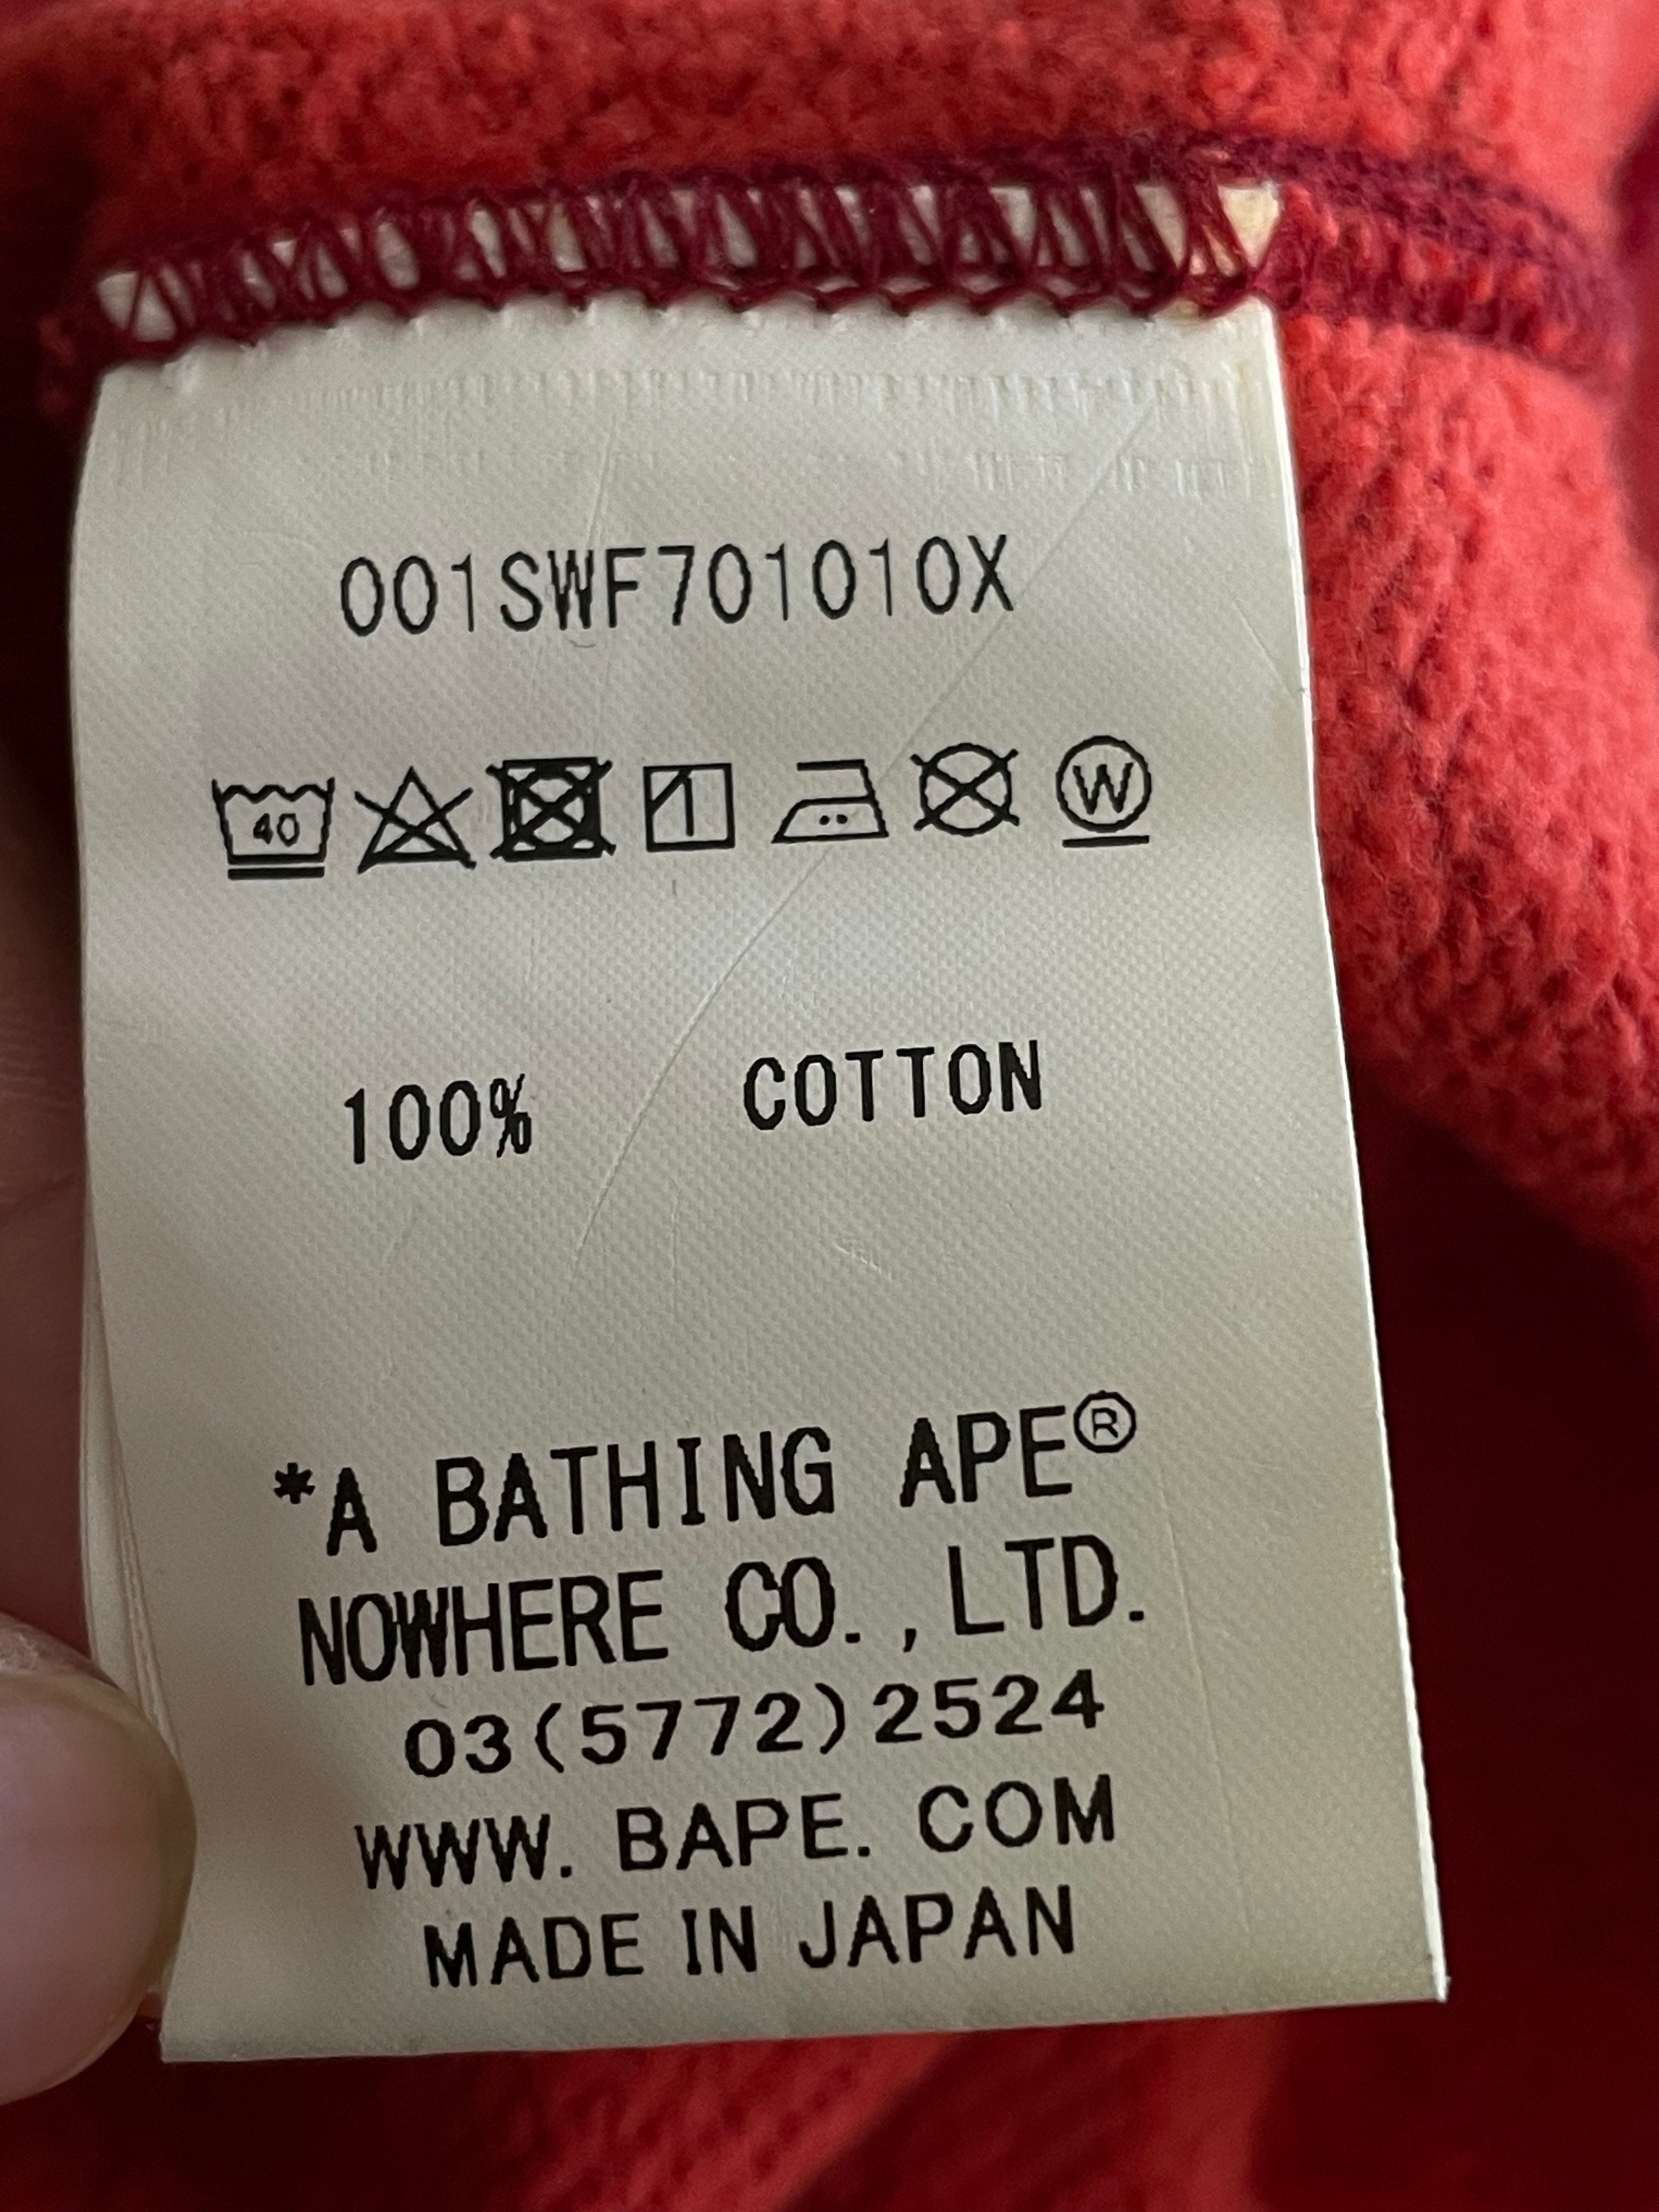 001SWF701010X
40
W
100% COTTON
*A BATHING APE®
NOWHERE CO.,LTD.
03(5772)2524
WWW.BAPE.COM
MADE IN JAPAN